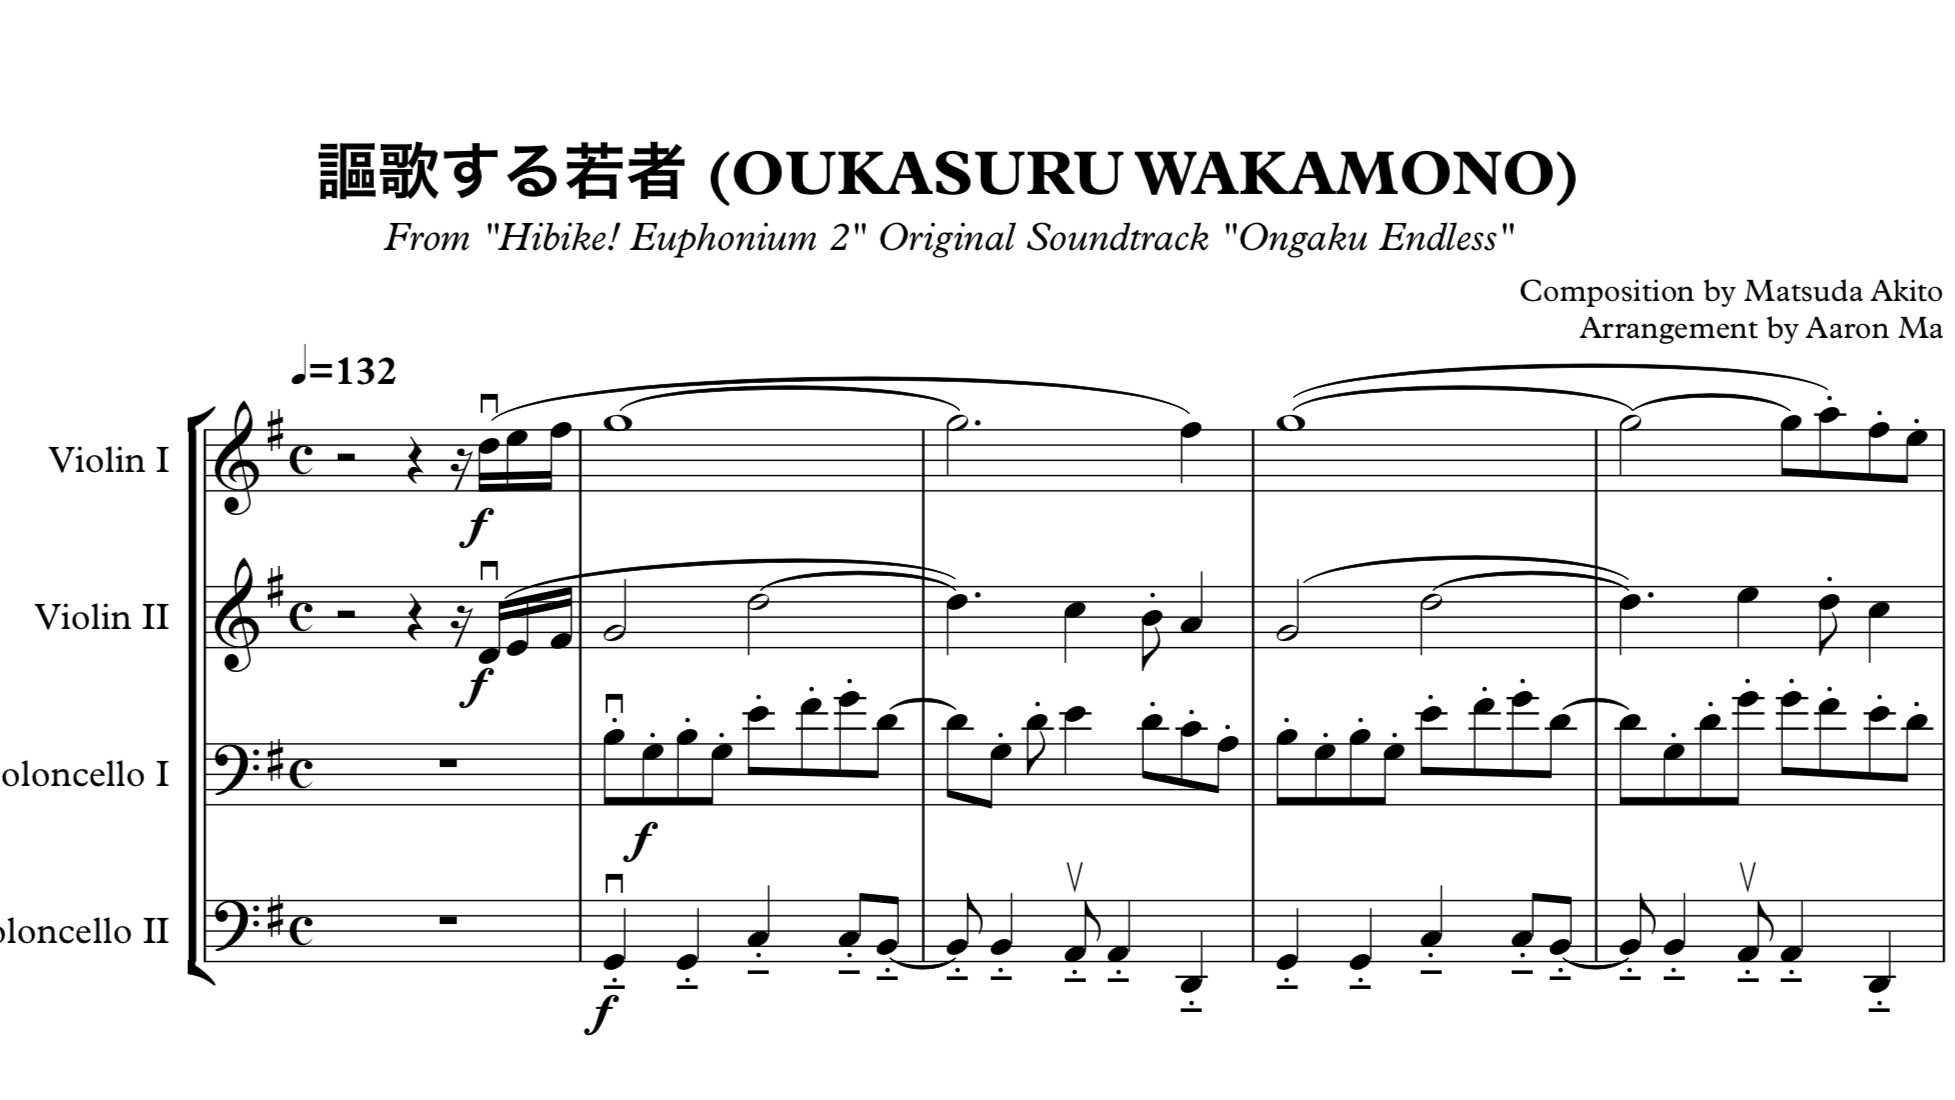 謳歌する若者 (OUKASURU WAKAMONO)
From "Hibike! Euphonium 2" Original Soundtrack "Ongaku Endless"
Composition by Matsuda Akito
Arrangement by Aaron Ma
♩=132
Violin I
f
Violin II
f
oloncello I
f
oloncello II
f